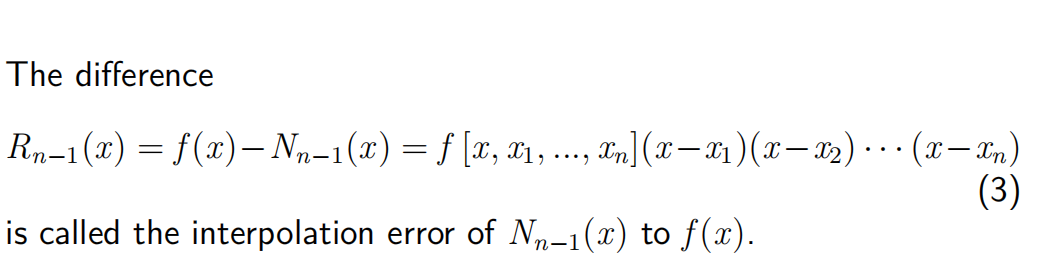 The difference
Rₙ₋₁(x) = f(x) − Nₙ₋₁(x) = f [x, x₁, ..., xₙ](x−x₁)(x−x₂) ⋯ (x−xₙ)
(3)
is called the interpolation error of Nₙ₋₁(x) to f(x).